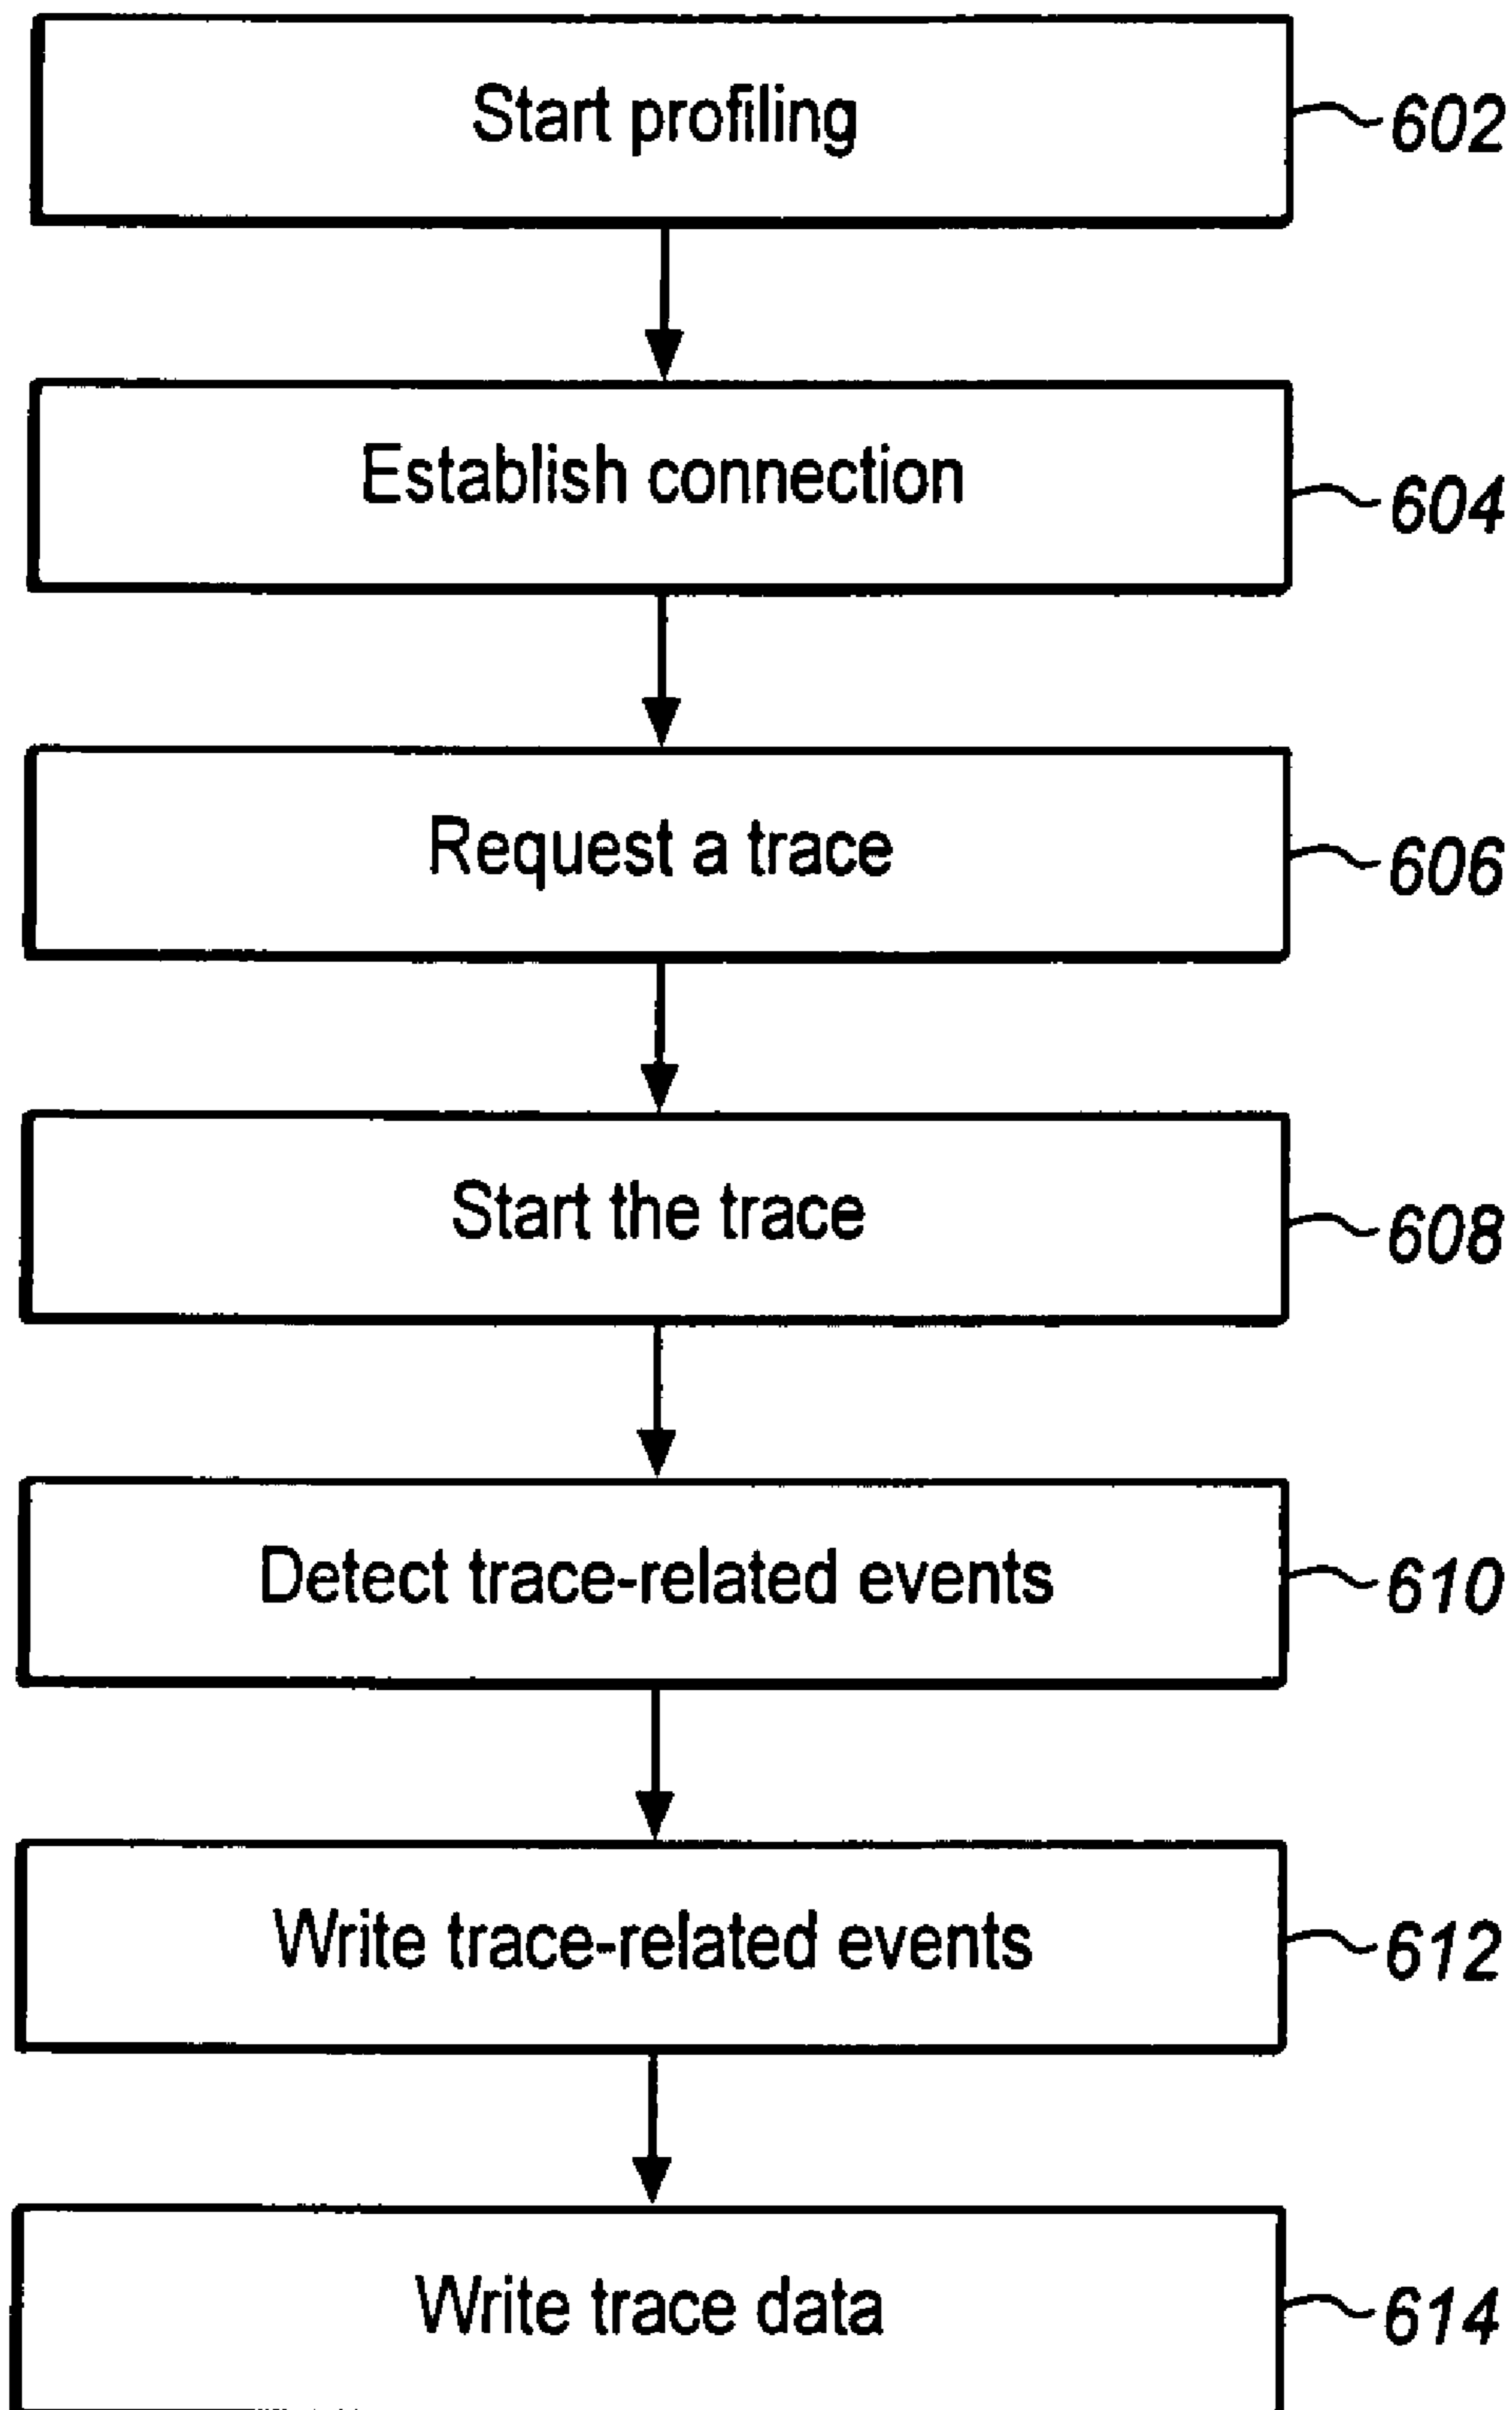 Start profiling
602
Establish connection
604
Request a trace
606
Start the trace
608
Detect trace-related events
610
Write trace-related events
612
Write trace data
614